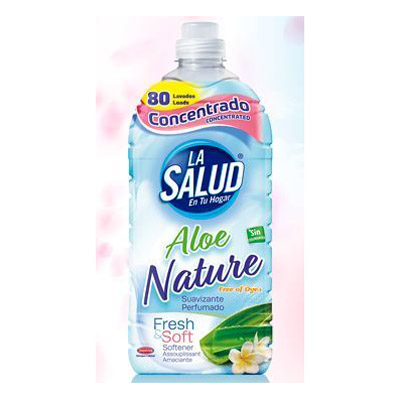 80 Lavados
Loads
Concentrado
CONCENTRATED
LA
SALUD
En Tu Hogar
Aloe
Sin
Nature
Free of Dyes
Suavizante
Perfumado
Fresh
& Soft
Softener
Assouplissant
Amaciante